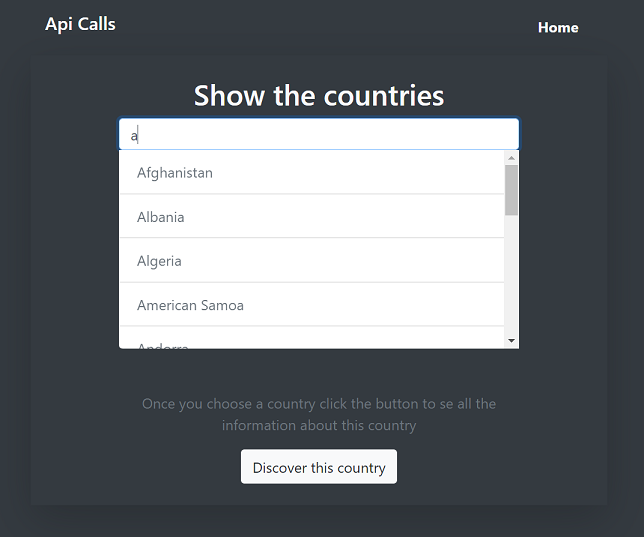 Api Calls
Home
Show the countries
a
Afghanistan
Albania
Algeria
American Samoa
Andorra
Once you choose a country click the button to se all the
information about this country
Discover this country